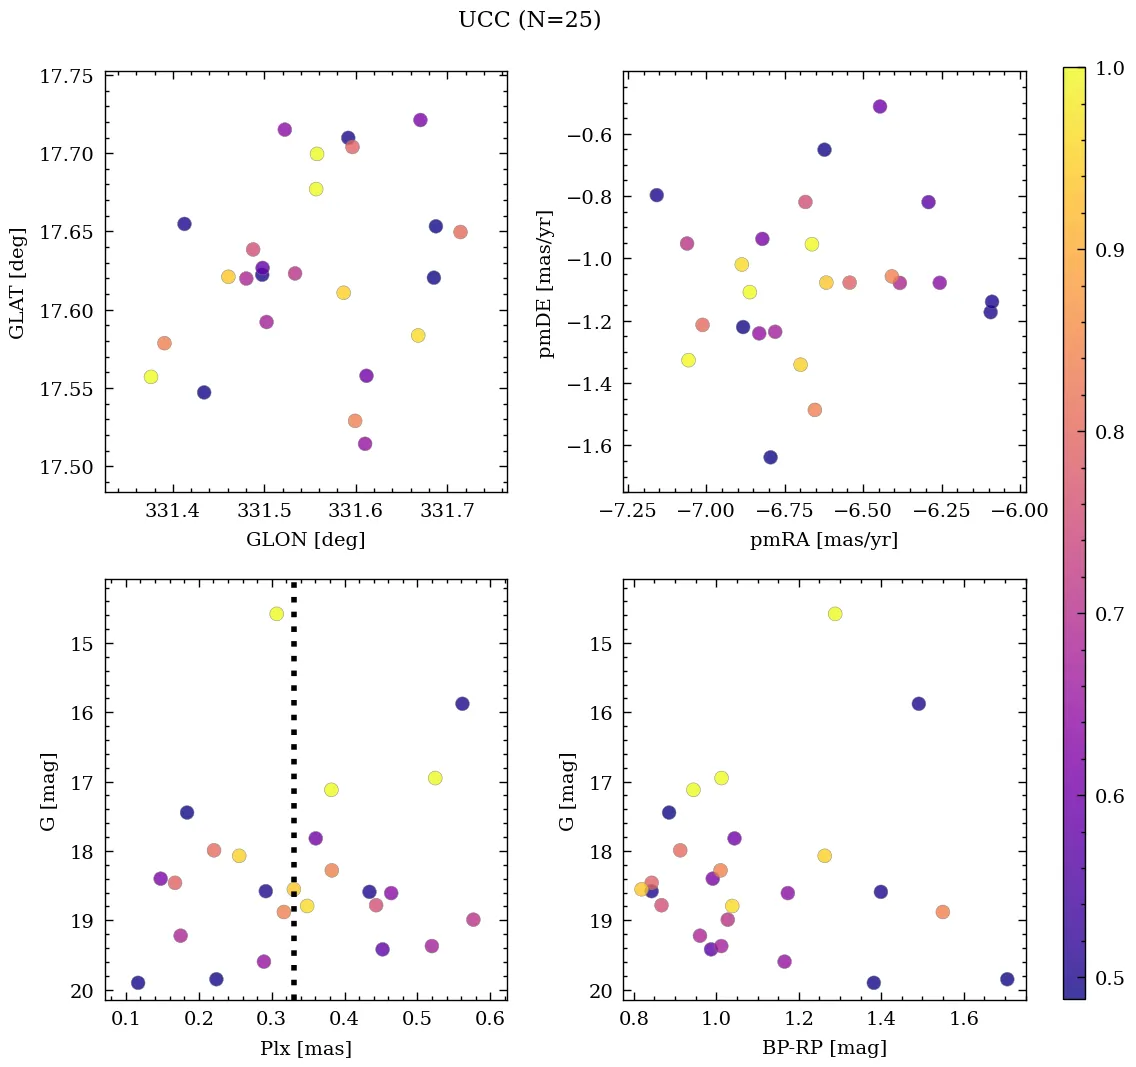 UCC (N=25)
17.75
17.70
17.65
17.60
17.55
17.50
GLAT [deg]
331.4 331.5 331.6 331.7
GLON [deg]
−0.6
−0.8
−1.0
−1.2
−1.4
−1.6
pmDE [mas/yr]
−7.25 −7.00 −6.75 −6.50 −6.25 −6.00
pmRA [mas/yr]
15
16
17
18
19
20
G [mag]
0.1 0.2 0.3 0.4 0.5 0.6
Plx [mas]
15
16
17
18
19
20
G [mag]
0.8 1.0 1.2 1.4 1.6
BP-RP [mag]
1.0
0.9
0.8
0.7
0.6
0.5